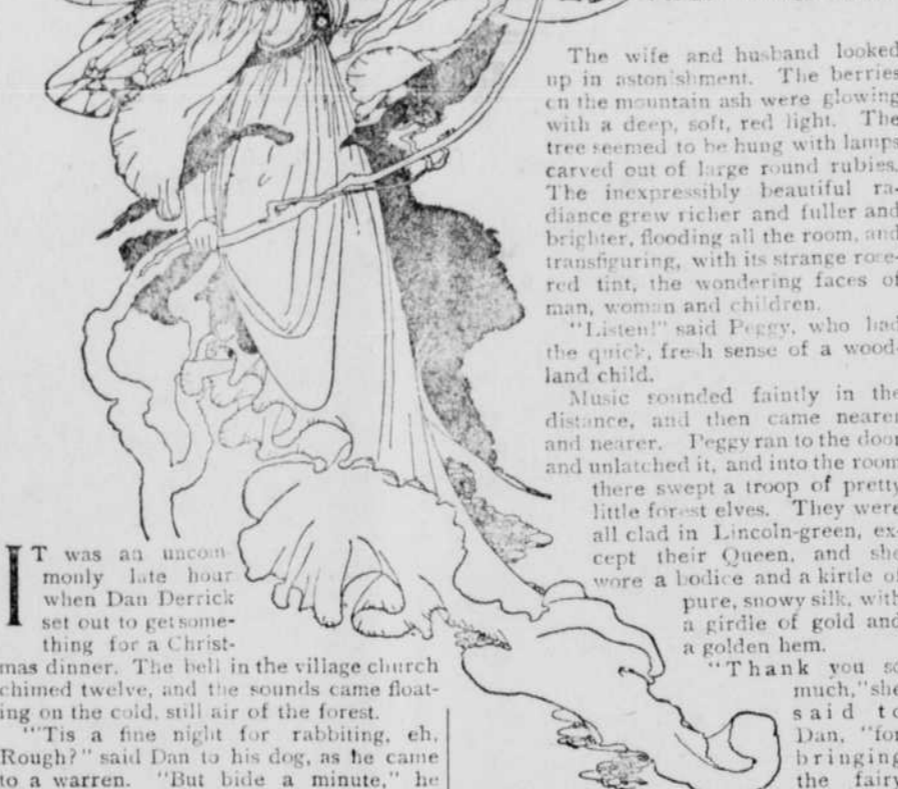 IT was an uncom-
monly late hour
when Dan Derrick
set out to get some-
thing for a Christ-
mas dinner. The bell in the village church
chimed twelve, and the sounds came float-
ing on the cold, still air of the forest.
"'Tis a fine night for rabbiting, eh,
Rough?" said Dan to his dog, as he came
to a warren. "But bide a minute," he
The wife and husband looked
up in astonishment. The berries
on the mountain ash were glowing
with a deep, soft, red light. The
tree seemed to be hung with lamps
carved out of large round rubies.
The inexpressibly beautiful ra-
diance grew richer and fuller and
brighter, flooding all the room, and
transfiguring, with its strange rose-
red tint, the wondering faces of
man, woman and children.
"Listen!" said Peggy, who had
the quick, fresh sense of a wood-
land child.
Music sounded faintly in the
distance, and then came nearer
and nearer. Peggy ran to the door
and unlatched it, and into the room
there swept a troop of pretty
little forest elves. They were
all clad in Lincoln-green, ex-
cept their Queen, and she
wore a bodice and a kirtle of
pure, snowy silk, with
a girdle of gold and
a golden hem.
"Thank you so
much," she
said to
Dan, "for
bringing
the fairy